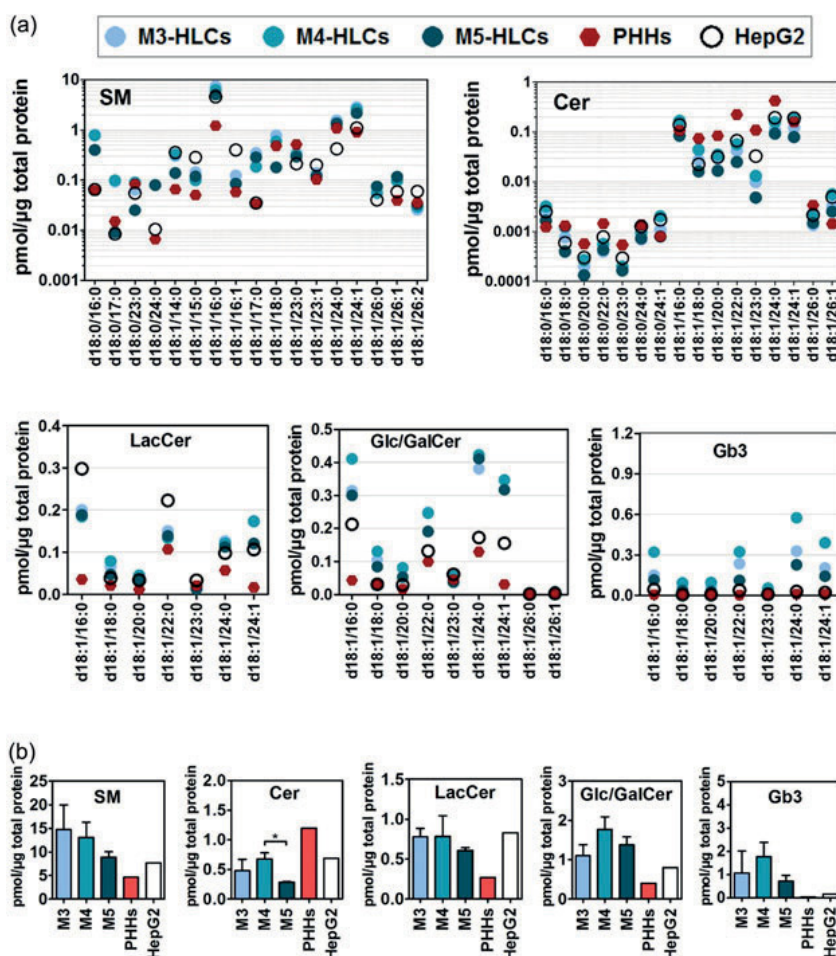 (a)
M3-HLCs M4-HLCs M5-HLCs PHHs HepG2
SM
pmol/µg total protein
10
1
0.1
0.01
0.001
d18:0/16:0
d18:0/17:0
d18:0/23:0
d18:0/24:0
d18:1/14:0
d18:1/15:0
d18:1/16:0
d18:1/16:1
d18:1/17:0
d18:1/18:0
d18:1/23:0
d18:1/23:1
d18:1/24:0
d18:1/24:1
d18:1/26:0
d18:1/26:1
d18:1/26:2
Cer
pmol/µg total protein
1
0.1
0.01
0.001
0.0001
d18:0/16:0
d18:0/18:0
d18:0/20:0
d18:0/22:0
d18:0/23:0
d18:0/24:0
d18:0/24:1
d18:1/16:0
d18:1/18:0
d18:1/20:0
d18:1/22:0
d18:1/23:0
d18:1/24:0
d18:1/24:1
d18:1/26:0
d18:1/26:1
LacCer
pmol/µg total protein
0.4
0.3
0.2
0.1
0.0
d18:1/16:0
d18:1/18:0
d18:1/20:0
d18:1/22:0
d18:1/23:0
d18:1/24:0
d18:1/24:1
Glc/GalCer
pmol/µg total protein
0.5
0.4
0.3
0.2
0.1
0.0
d18:1/16:0
d18:1/18:0
d18:1/20:0
d18:1/22:0
d18:1/23:0
d18:1/24:0
d18:1/24:1
d18:1/26:0
d18:1/26:1
Gb3
pmol/µg total protein
1.2
0.9
0.6
0.3
0.0
d18:1/16:0
d18:1/18:0
d18:1/20:0
d18:1/22:0
d18:1/23:0
d18:1/24:0
d18:1/24:1
(b)
SM
pmol/µg total protein
25
20
15
10
5
0
M3
M4
M5
PHHs
HepG2
Cer
pmol/µg total protein
2.0
1.5
1.0
0.5
0.0
*
M3
M4
M5
PHHs
HepG2
LacCer
pmol/µg total protein
1.5
1.0
0.5
0.0
M3
M4
M5
PHHs
HepG2
Glc/GalCer
pmol/µg total protein
3
2
1
0
M3
M4
M5
PHHs
HepG2
Gb3
pmol/µg total protein
5
4
3
2
1
0
M3
M4
M5
PHHs
HepG2